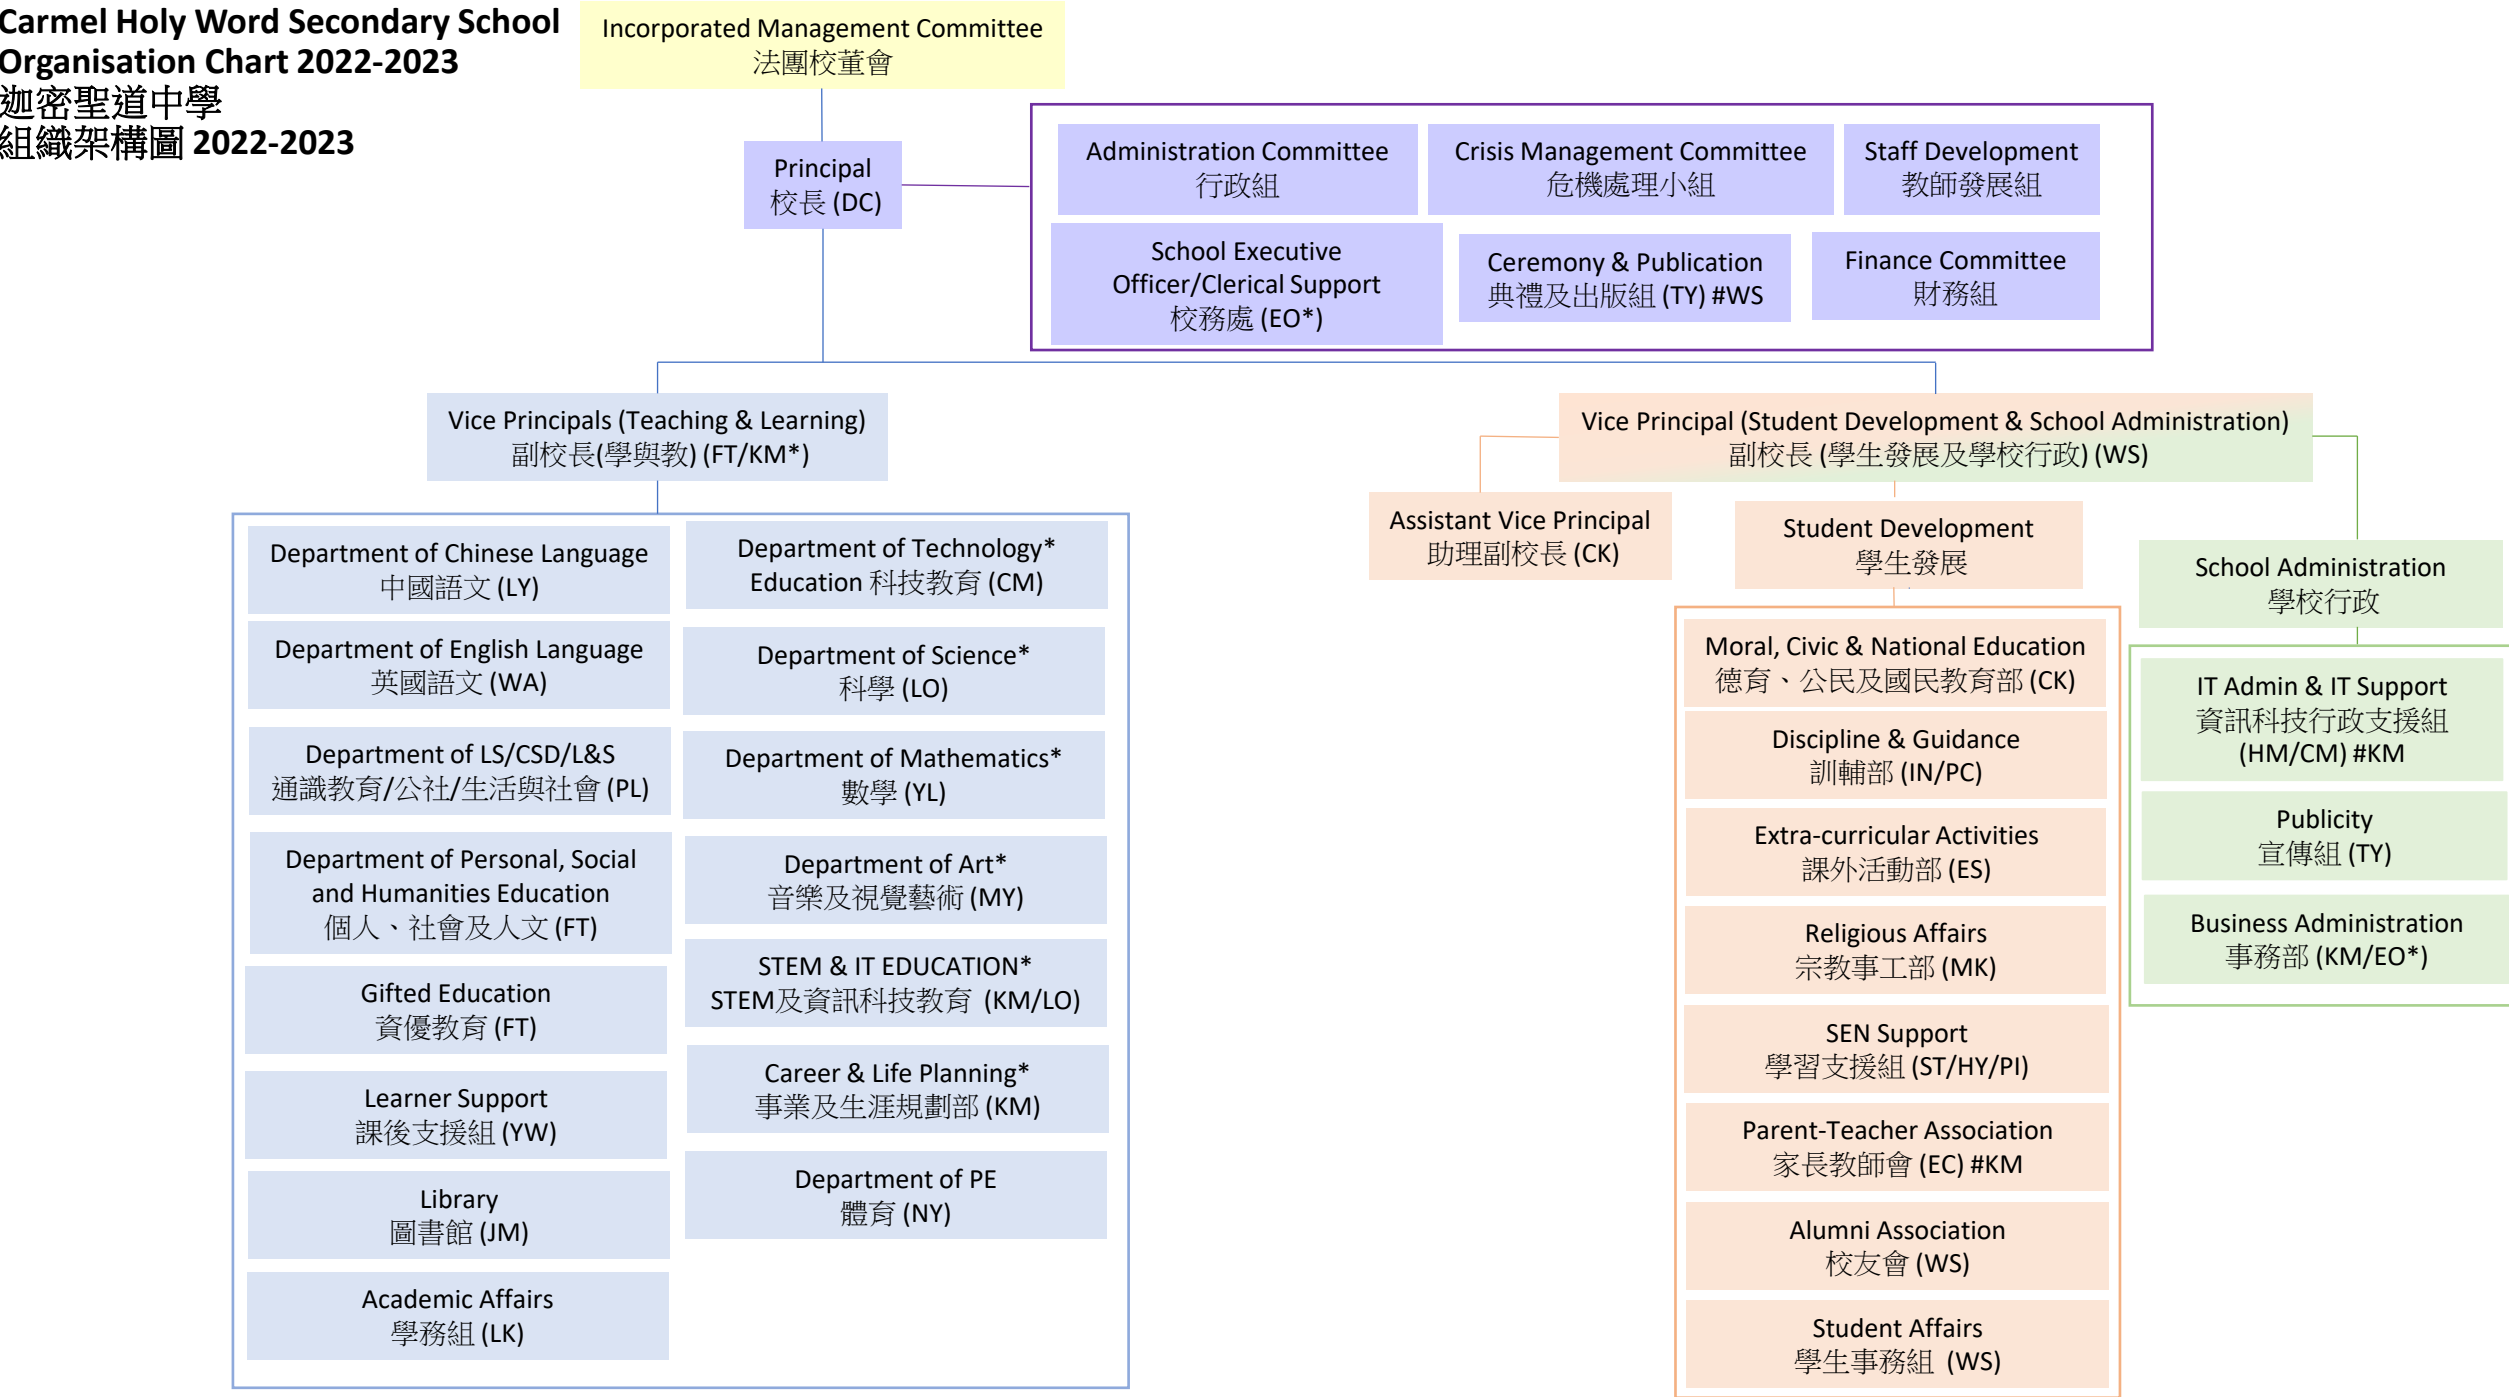 Carmel Holy Word Secondary School
Organisation Chart 2022-2023
迦密聖道中學
組織架構圖 2022-2023
Incorporated Management Committee
法團校董會
Principal
校長 (DC)
Administration Committee
行政組
Crisis Management Committee
危機處理小組
Staff Development
教師發展組
School Executive
Officer/Clerical Support
校務處 (EO*)
Ceremony & Publication
典禮及出版組 (TY) #WS
Finance Committee
財務組
Vice Principals (Teaching & Learning)
副校長(學與教) (FT/KM*)
Vice Principal (Student Development & School Administration)
副校長 (學生發展及學校行政) (WS)
Department of Chinese Language
中國語文 (LY)
Department of English Language
英國語文 (WA)
Department of LS/CSD/L&S
通識教育/公社/生活與社會 (PL)
Department of Personal, Social
and Humanities Education
個人、社會及人文 (FT)
Gifted Education
資優教育 (FT)
Learner Support
課後支援組 (YW)
Library
圖書館 (JM)
Academic Affairs
學務組 (LK)
Department of Technology*
Education 科技教育 (CM)
Department of Science*
科學 (LO)
Department of Mathematics*
數學 (YL)
Department of Art*
音樂及視覺藝術 (MY)
STEM & IT EDUCATION*
STEM及資訊科技教育 (KM/LO)
Career & Life Planning*
事業及生涯規劃部 (KM)
Department of PE
體育 (NY)
Assistant Vice Principal
助理副校長 (CK)
Student Development
學生發展
Moral, Civic & National Education
德育、公民及國民教育部 (CK)
Discipline & Guidance
訓輔部 (IN/PC)
Extra-curricular Activities
課外活動部 (ES)
Religious Affairs
宗教事工部 (MK)
SEN Support
學習支援組 (ST/HY/PI)
Parent-Teacher Association
家長教師會 (EC) #KM
Alumni Association
校友會 (WS)
Student Affairs
學生事務組 (WS)
School Administration
學校行政
IT Admin & IT Support
資訊科技行政支援組
(HM/CM) #KM
Publicity
宣傳組 (TY)
Business Administration
事務部 (KM/EO*)